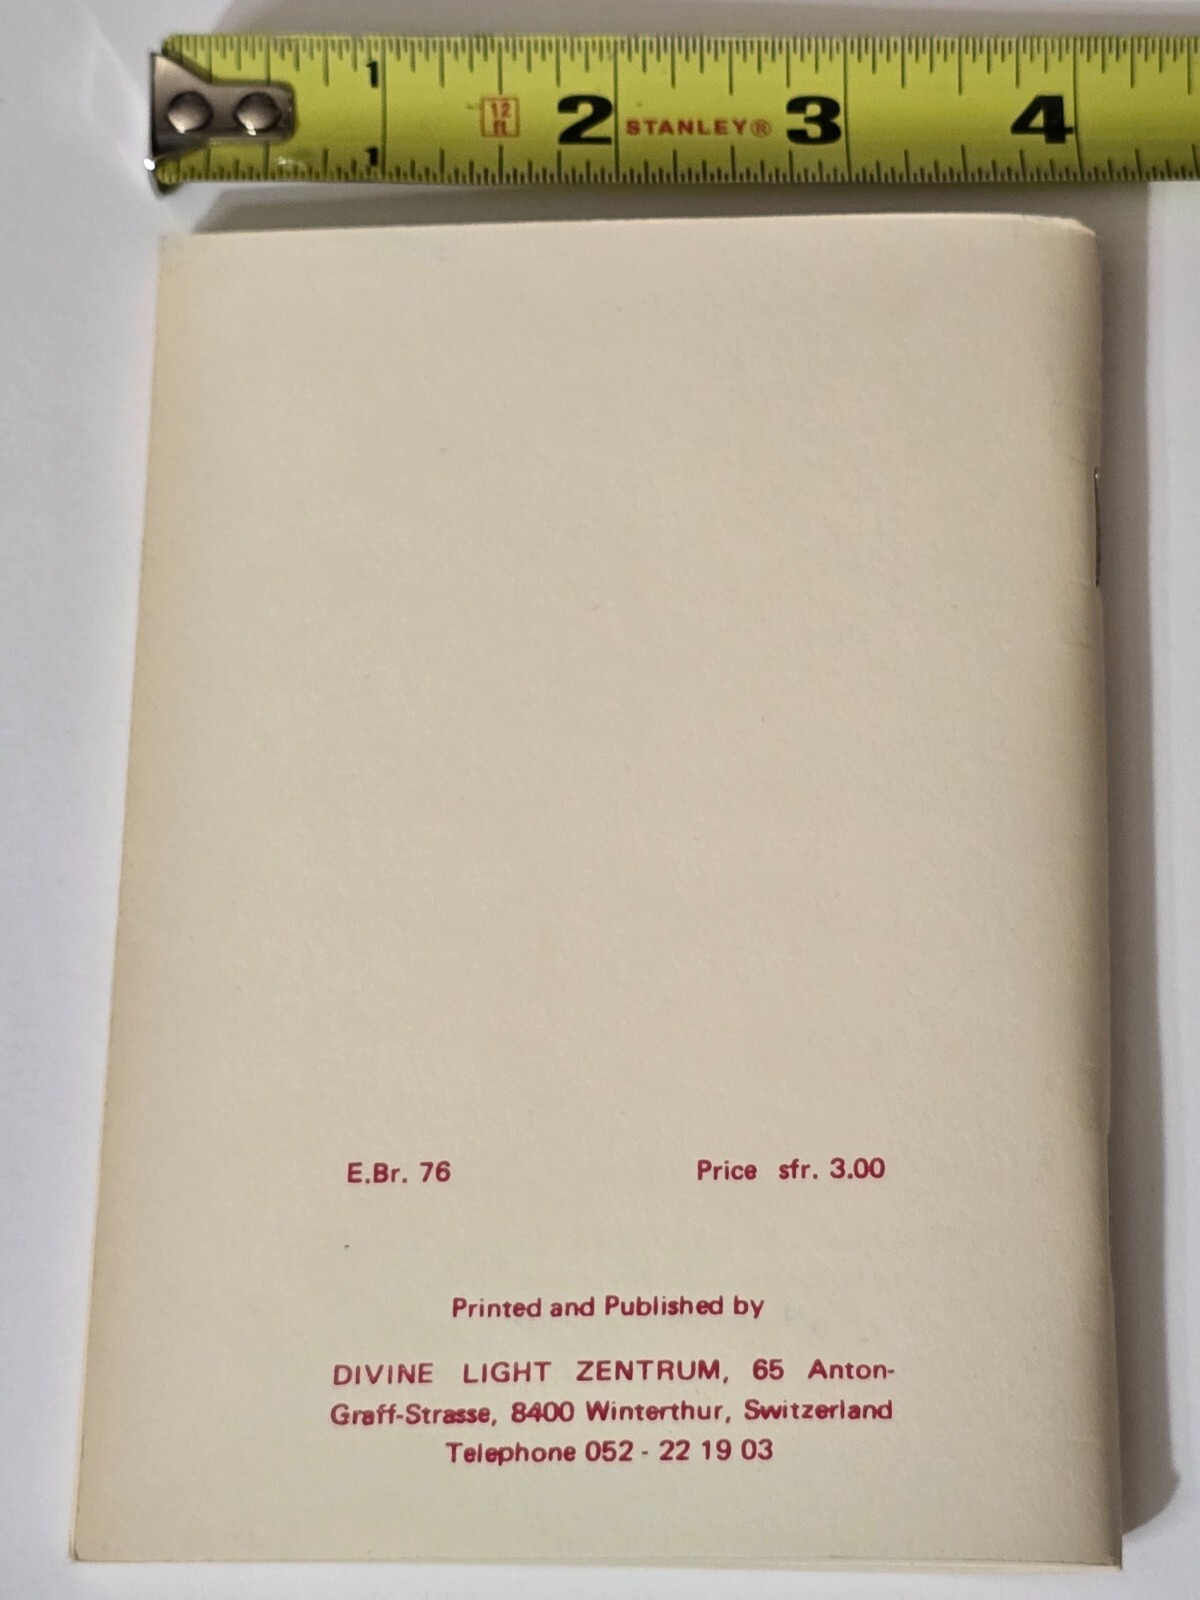 1 12 ft 2 STANLEY® 3 4
1
E.Br. 76 Price sfr. 3.00
Printed and Published by
DIVINE LIGHT ZENTRUM, 65 Anton-
Graff-Strasse, 8400 Winterthur, Switzerland
Telephone 052 - 22 19 03